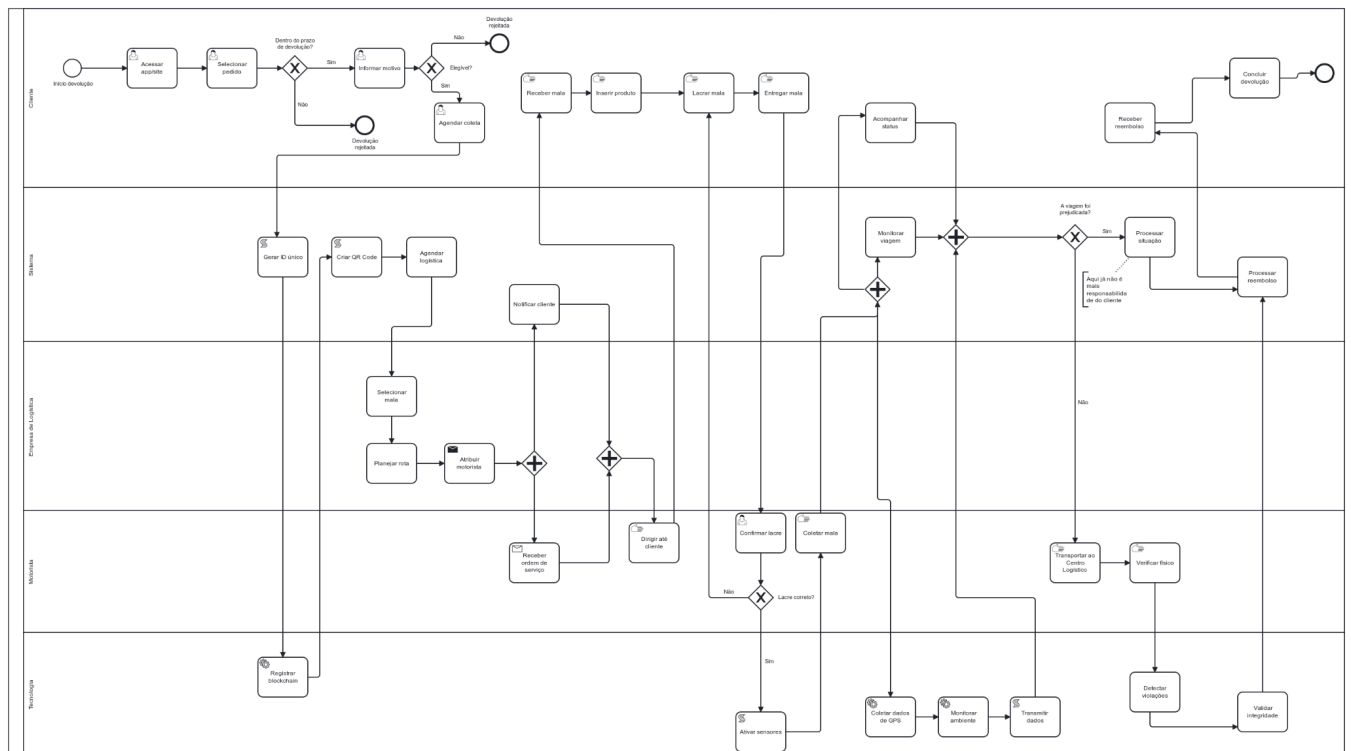 Cliente
Início devolução
Acessar
app/site
Selecionar
pedido
Dentro do prazo
de devolução?
Sim
Não
Devolução
rejeitada
Informar motivo
Elegível?
Não
Devolução
rejeitada
Sim
Agendar coleta
Receber mala
Inserir produto
Lacrar mala
Entregar mala
Acompanhar
status
Receber
reembolso
Concluir
devolução
Sistema
Gerar ID único
Criar QR Code
Agendar
logística
Notificar cliente
Monitorar
viagem
A viagem foi
prejudicada?
Sim
Processar
situação
Aqui já não é
mais
responsabilida
de do cliente
Processar
reembolso
Empresa de Logística
Selecionar
mala
Planejar rota
Atribuir
motorista
Não
Motorista
Receber
ordem de
serviço
Dirigir até
cliente
Confirmar lacre
Coletar mala
Não
Lacre correto?
Transportar ao
Centro
Logístico
Verificar físico
Tecnologia
Registrar
blockchain
Sim
Ativar sensores
Coletar dados
de GPS
Monitorar
ambiente
Transmitir
dados
Detectar
violações
Validar
integridade